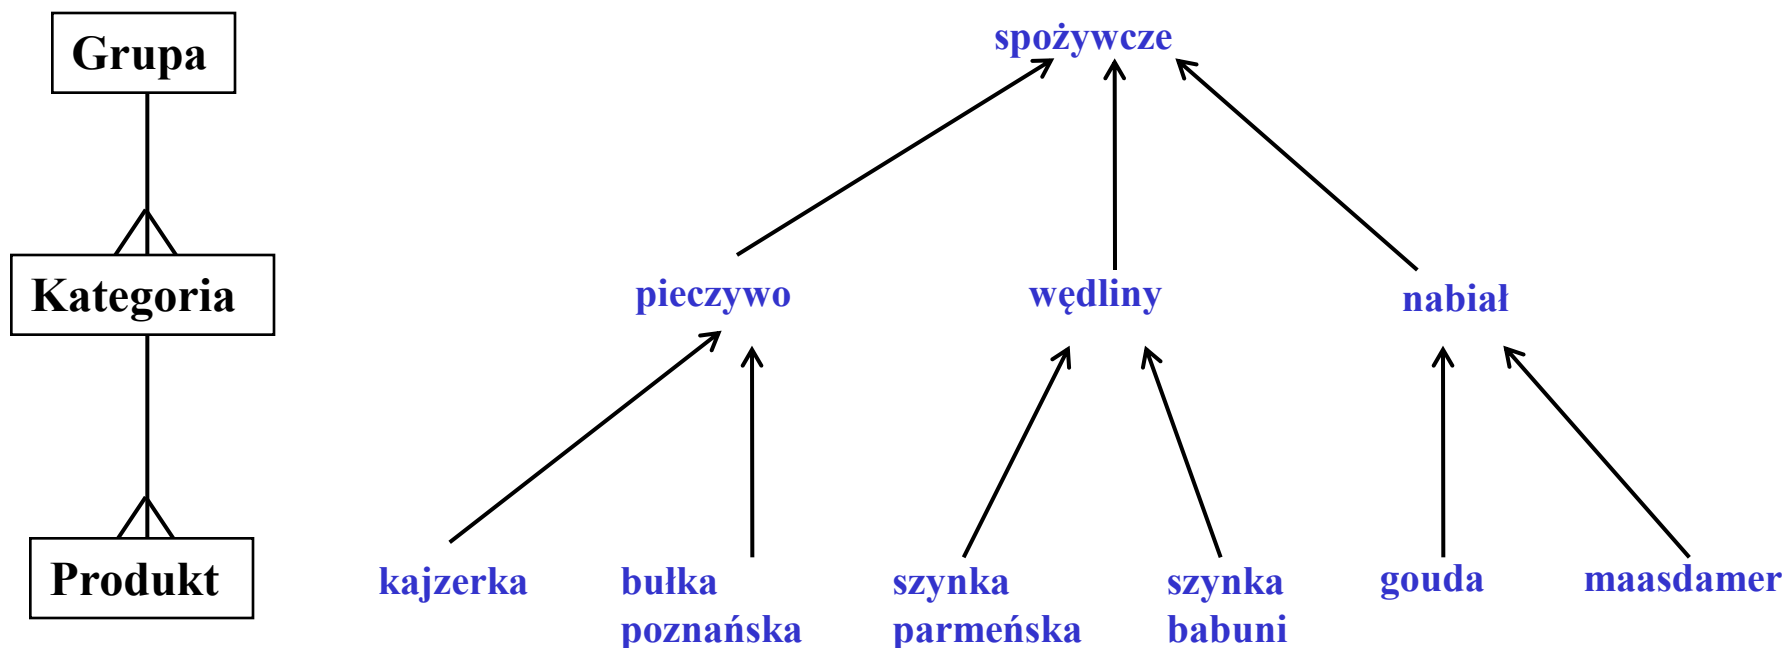 Grupa
spożywcze
Kategoria
pieczywo
wędliny
nabiał
Produkt
kajzerka
bułka
poznańska
szynka
parmeńska
szynka
babuni
gouda
maasdamer